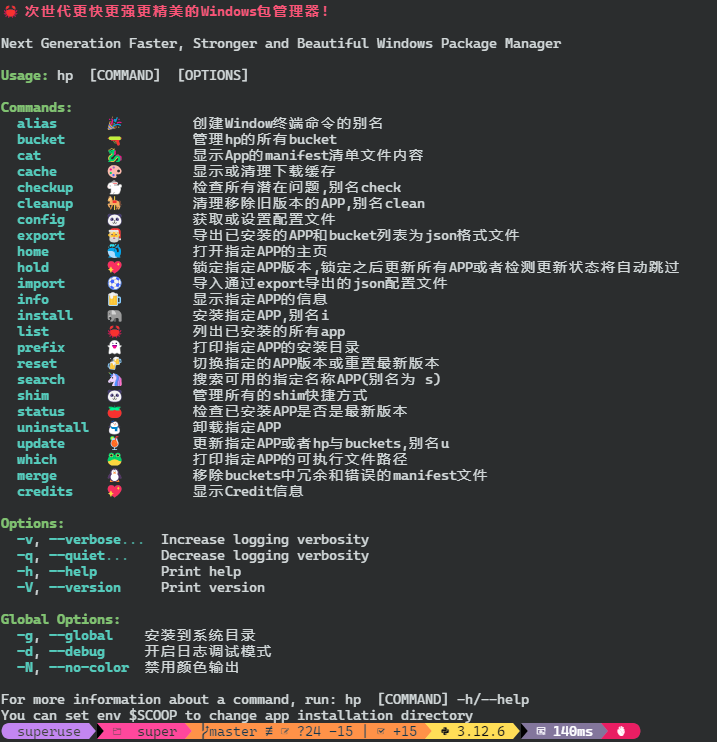 🦀 次世代更快更强更精美的Windows包管理器!
Next Generation Faster, Stronger and Beautiful Windows Package Manager
Usage: hp [COMMAND] [OPTIONS]
Commands:
alias 创建Window终端命令的别名
bucket 管理hp的所有bucket
cat 显示App的manifest清单文件内容
cache 显示或清理下载缓存
checkup 检查所有潜在问题,别名check
cleanup 清理移除旧版本的APP,别名clean
config 获取或设置配置文件
export 导出已安装的APP和bucket列表为json格式文件
home 打开指定APP的主页
hold 锁定指定APP版本,锁定之后更新所有APP或者检测更新状态将自动跳过
import 导入通过export导出的json配置文件
info 显示指定APP的信息
install 安装指定APP,别名i
list 列出已安装的所有app
prefix 打印指定APP的安装目录
reset 切换指定的APP版本或重置最新版本
search 搜索可用的指定名称APP(别名为 s)
shim 管理所有的shim快捷方式
status 检查已安装APP是否是最新版本
uninstall 卸载指定APP
update 更新指定APP或者hp与buckets,别名u
which 打印指定APP的可执行文件路径
merge 移除buckets中冗余和错误的manifest文件
credits 显示Credit信息
Options:
-v, --verbose... Increase logging verbosity
-q, --quiet... Decrease logging verbosity
-h, --help Print help
-V, --version Print version
Global Options:
-g, --global 安装到系统目录
-d, --debug 开启日志调试模式
-N, --no-color 禁用颜色输出
For more information about a command, run: hp [COMMAND] -h/--help
You can set env $SCOOP to change app installation directory
superuse super master ≢ ?24 -15 | +15 3.12.6 140ms